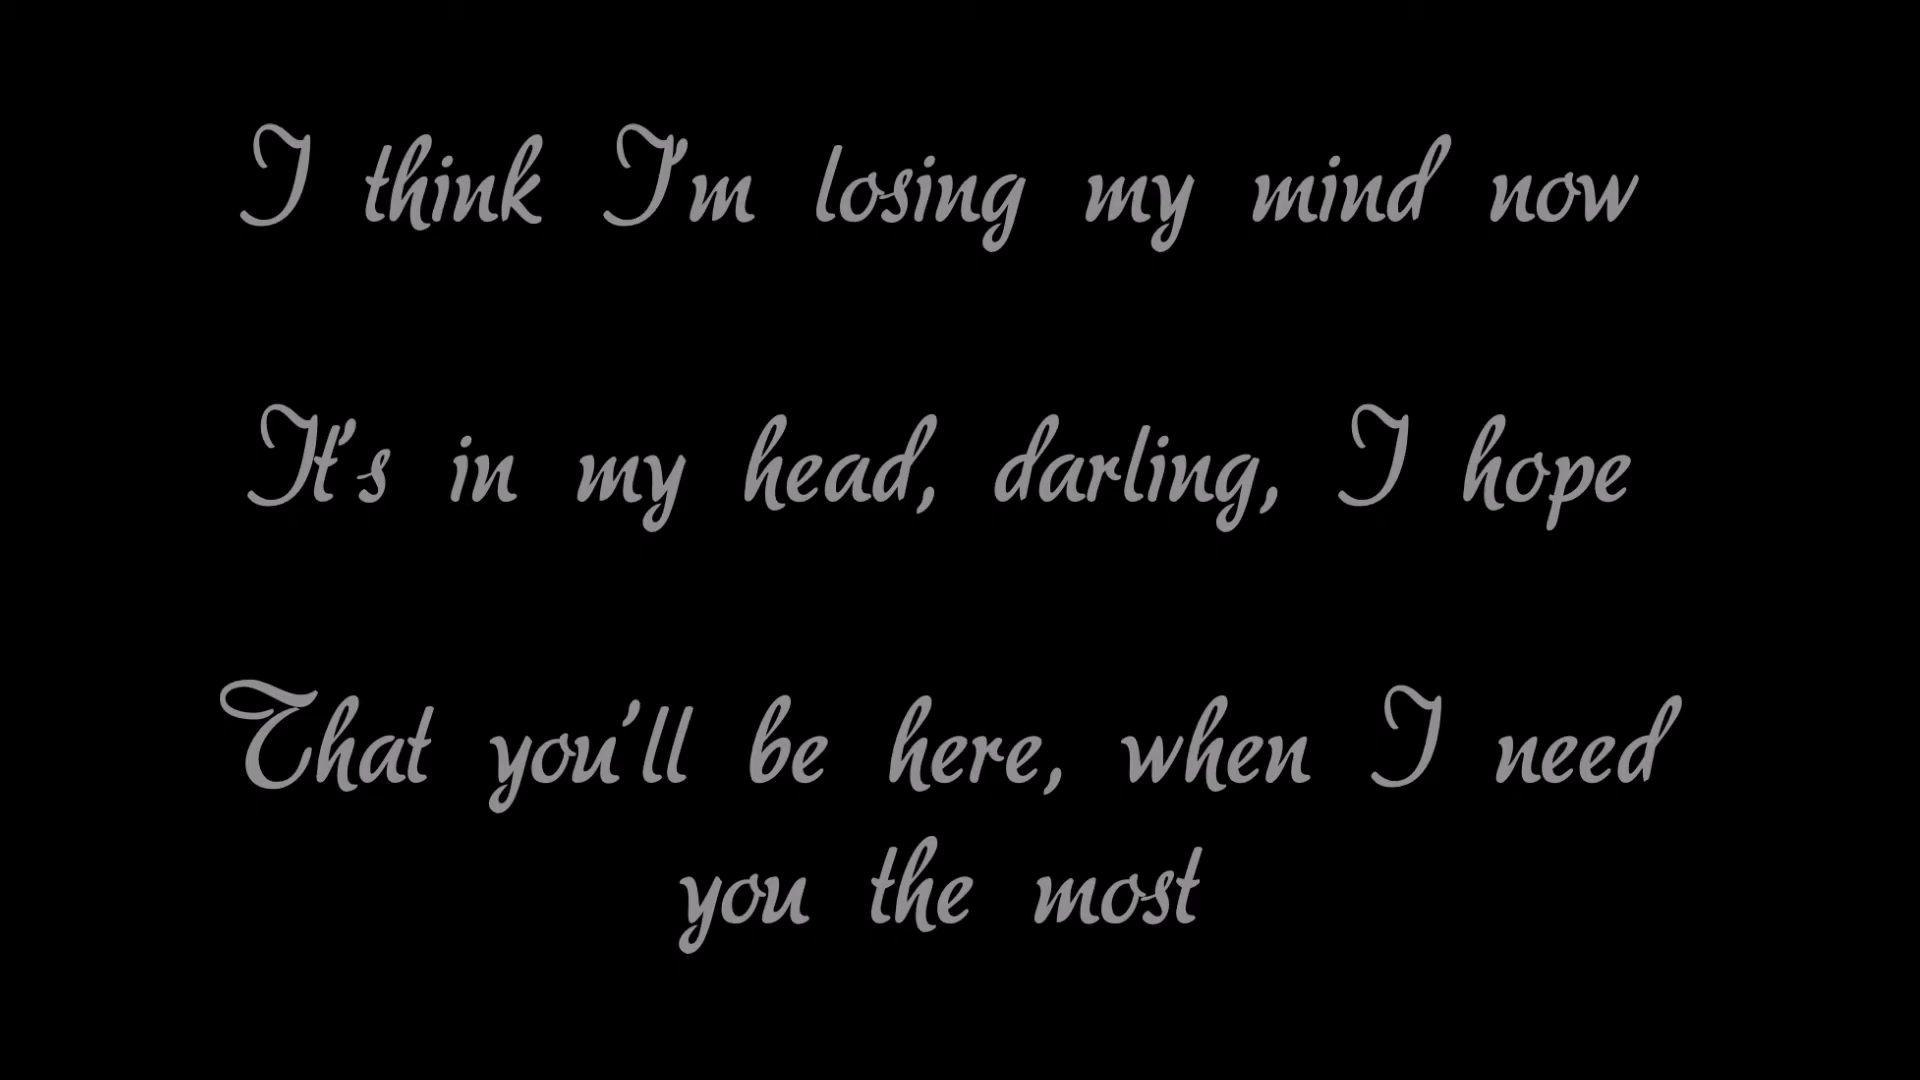 I think I'm losing my mind now
It's in my head, darling, I hope
That you'll be here, when I need
you the most